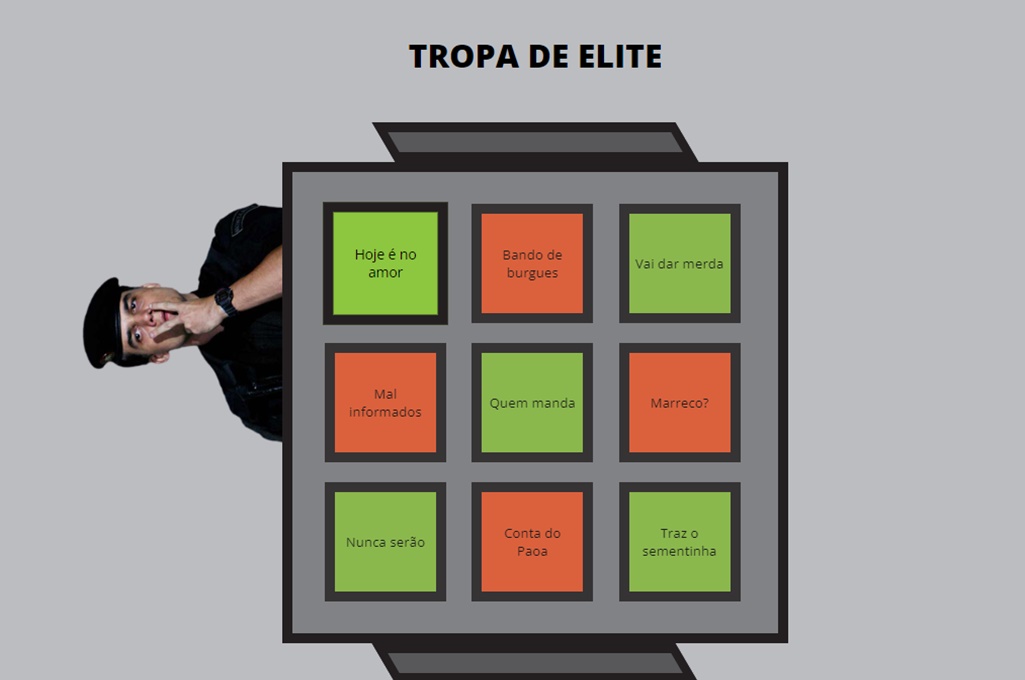 TROPA DE ELITE
Hoje é no
amor
Bando de
burgues
Vai dar merda
Mal
informados
Quem manda
Marreco?
Nunca serão
Conta do
Paoa
Traz o
sementinha